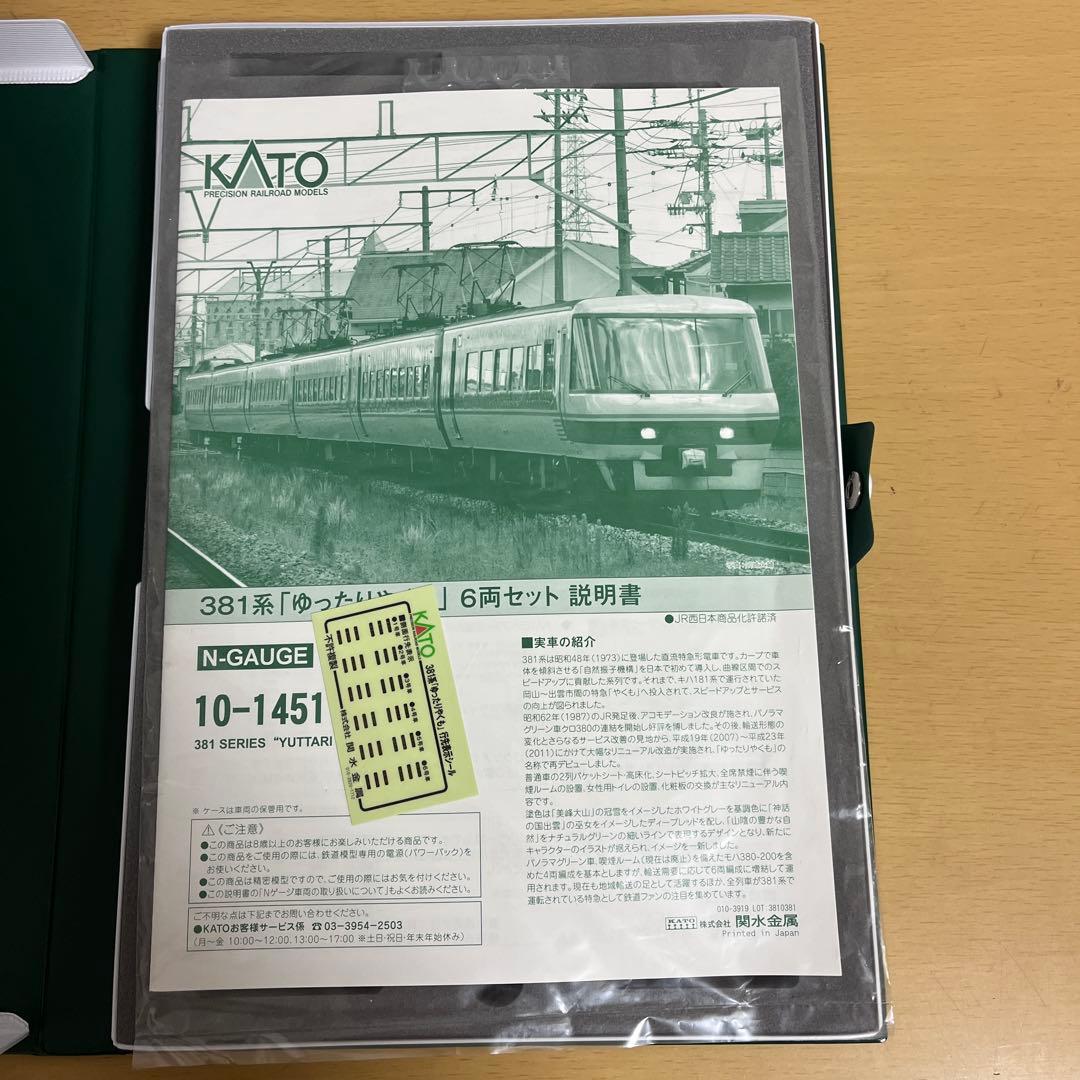 KATO
PRECISION RAILROAD MODELS
381系「ゆったりや 」6両セット 説明書
●JR西日本商品化許諾済
N-GAUGE
10-1451
381 SERIES “YUTTARI
※ ケースは車両の保管用です。
⚠《ご注意》
●この商品は8歳以上のお客様にお楽しみいただける商品です。
●この商品をご使用の際には、鉄道模型専用の電源(パワーパック)を
お使いください。
●この商品は精密模型ですので、ご使用の際にはお気を付けください。
●この説明書の「Nゲージ車両の取り扱いについて」もよくお読みください。
ご不明な点は下記までお問い合わせください。
●KATOお客様サービス係 ☎03-3954-2503
(月～金 10:00～12:00、13:00～17:00 ※土日・祝日・年末年始休み)
KATO
381系「ゆったりやくも」行先表示シール
■側面行先表示
●1号車
●2号車
●3号車
●4号車
●5号車
●6号車
不許複製
株式会社 関水金属
■実車の紹介
381系は昭和48年(1973)に登場した直流特急形電車です。カーブで車
体を傾斜させる「自然振子機構」を日本で初めて導入し、曲線区間での
スピードアップに貢献した系列です。それまで、キハ181系で運行されていた
岡山～出雲市間の特急「やくも」へ投入されて、スピードアップとサービス
の向上が図られました。
昭和62年(1987)のJR発足後、アコモデーション改良が施され、パノラマ
グリーン車クロ380の連結を開始し好評を博しました。その後、輸送形態の
変化とさらなるサービス改善の見地から、平成19年(2007)～平成23年
(2011)にかけて大幅なリニューアル改造が実施され、「ゆったりやくも」の
名称で再デビューしました。
普通車の2列バケットシート・高床化、シートピッチ拡大、全席禁煙に伴う喫
煙ルームの設置、女性用トイレの設置、化粧板の交換が主なリニューアル内
容です。
塗色は「美峰大山」の冠雪をイメージしたホワイトグレーを基調色に「神話
の国出雲」の巫女をイメージしたディープレッドを配し、「山陰の豊かな自
然」をナチュラルグリーンの細いラインで表現するデザインとなり、新たに
キャラクターのイラストが据えられ、イメージを一新しました。
パノラマグリーン車、喫煙ルーム(現在は廃止)を備えたモハ380-200を含
めた4両編成を基本としますが、輸送需要に応じて6両編成に増結して運
用されます。現在も地域輸送の足として活躍するほか、全列車が381系で
運転されている特急として鉄道ファンの注目を集めています。
010-3919 LOT:3810381
KATO 株式会社 関水金属
Printed in Japan